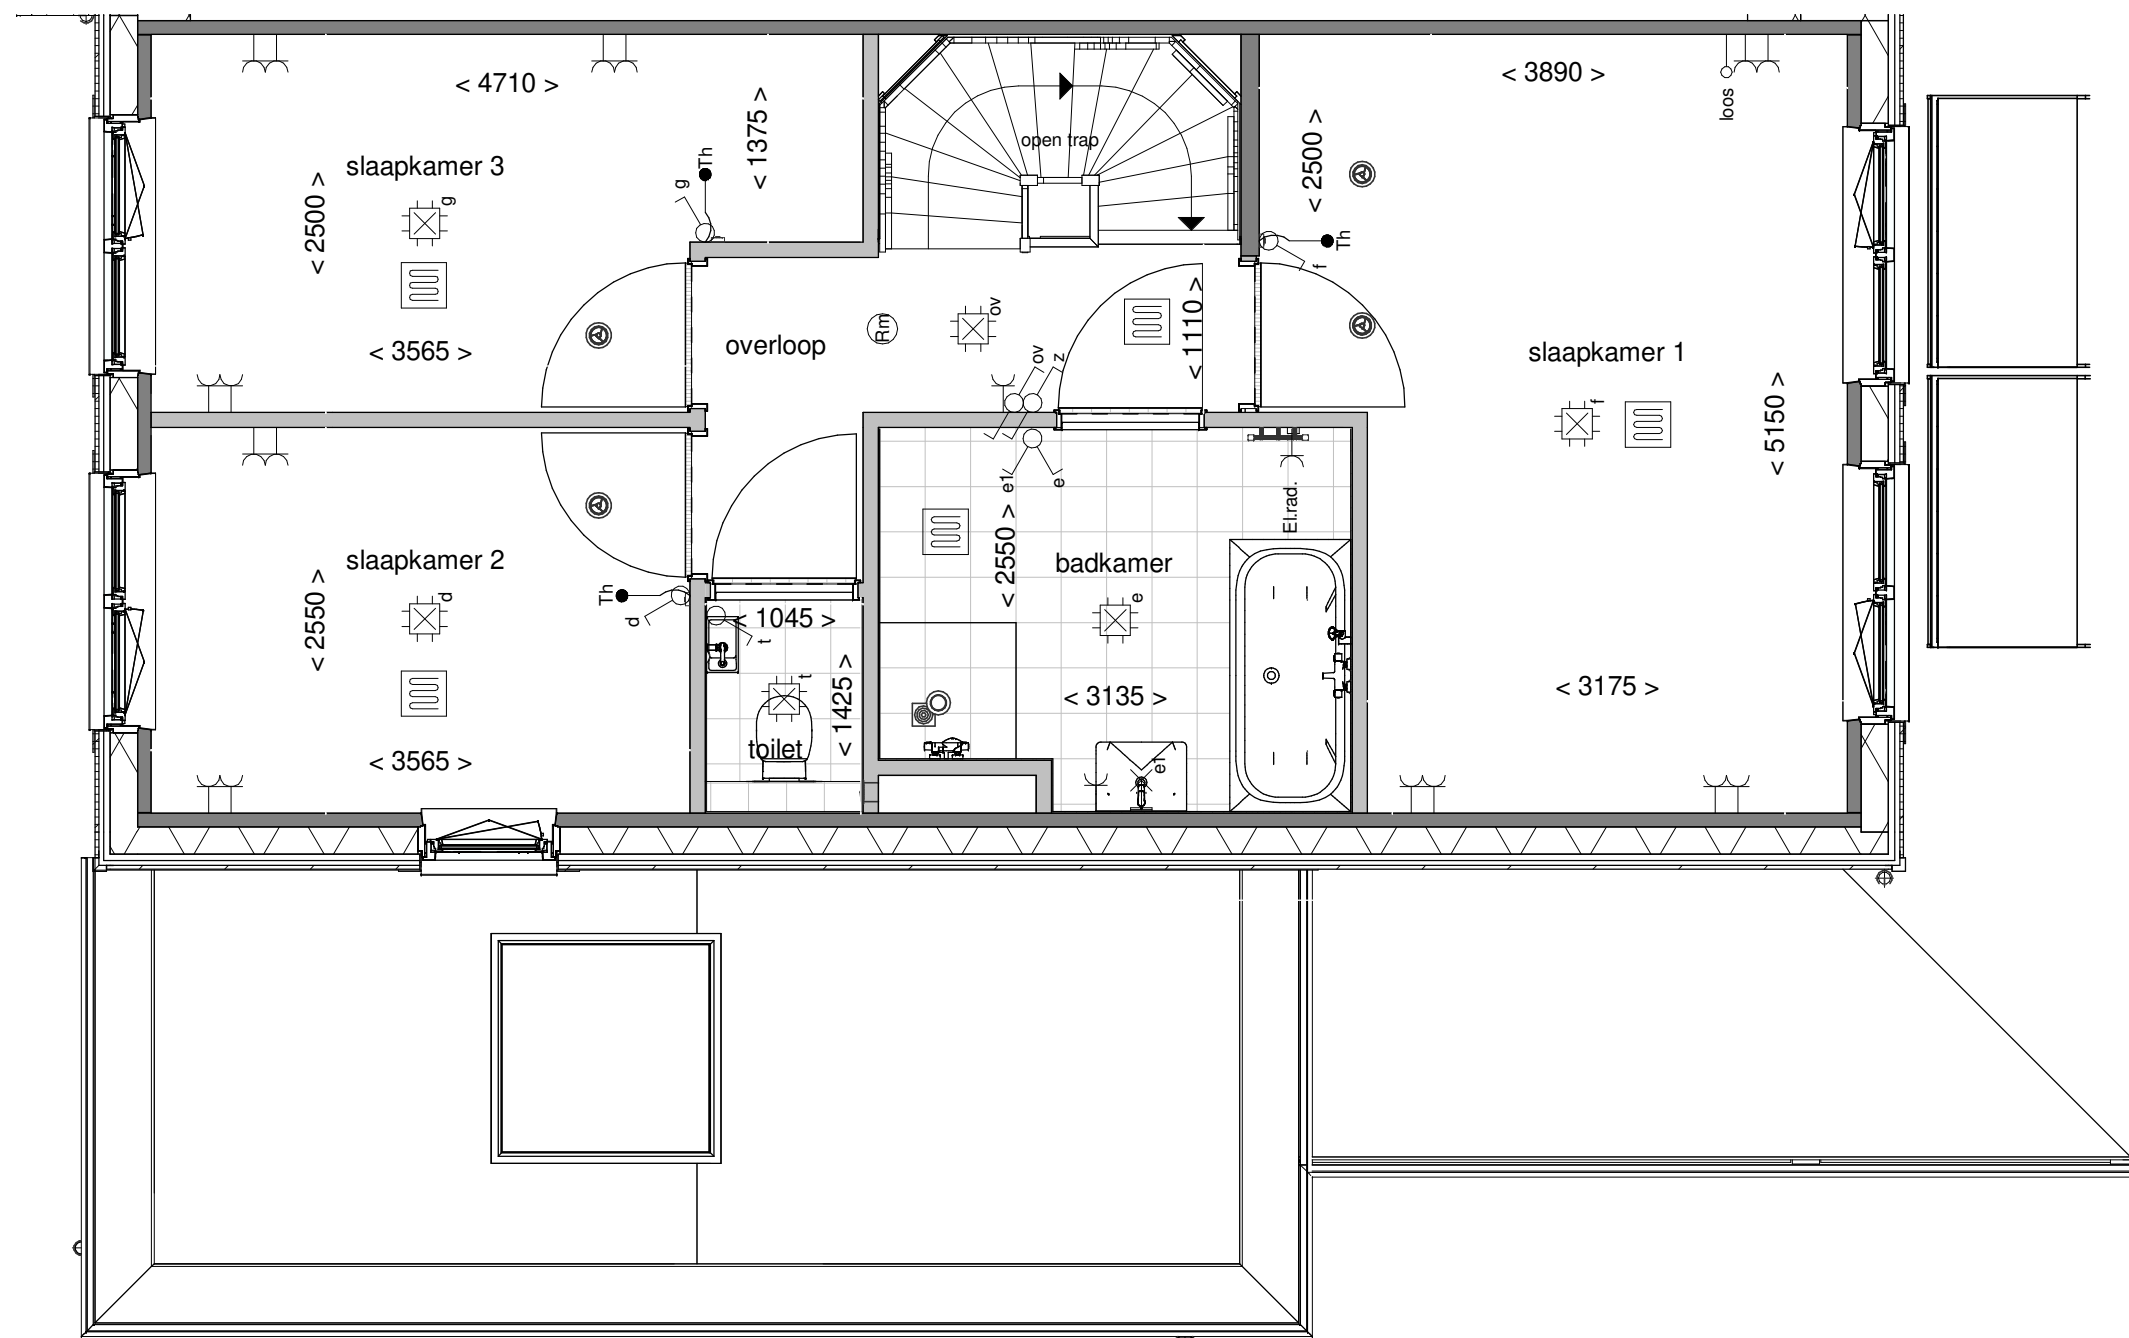 < 4710 >
< 3890 >
< 1375 >
loos
open trap
< 2500 >
slaapkamer 3
Th
g
g
< 2500 >
Th
f
ov
< 1110 >
Rm
overloop
< 3565 >
ov
z
slaapkamer 1
f
< 5150 >
e1
e
El.rad.
< 2550 >
slaapkamer 2
badkamer
Th
d
d
< 2550 >
< 1045 >
t
e
t
< 1425 >
< 3135 >
< 3175 >
toilet
< 3565 >
e1